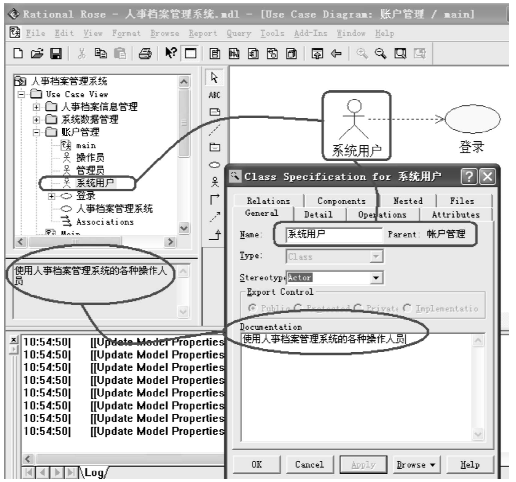 Rational Rose - 人事档案管理系统.mdl - [Use Case Diagram: 账户管理 / main]
File Edit View Format Browse Report Query Tools Add-Ins Window Help
人事档案管理系统
Use Case View
人事档案信息管理
系统数据管理
账户管理
main
操作员
管理员
系统用户
登录
人事档案管理系统
Associations
Main
使用人事档案管理系统的各种操作人员
ABC
系统用户
登录
Class Specification for 系统用户
Relations Components Nested Files
General Detail Operations Attributes
Name: 系统用户 Parent: 帐户管理
Type: Class
Stereotype Actor
Export Control
Public Protected Private Implementatio
Documentation
使用人事档案管理系统的各种操作人员
OK Cancel Apply Browse Help
10:54:50| [[Update Model Properties
10:54:50| [[Update Model Properties
10:54:50| [[Update Model Properties
10:54:50| [[Update Model Properties
10:54:50| [[Update Model Properties
10:54:50| [[Update Model Properties
10:54:50| [[Update Model Properties
Log